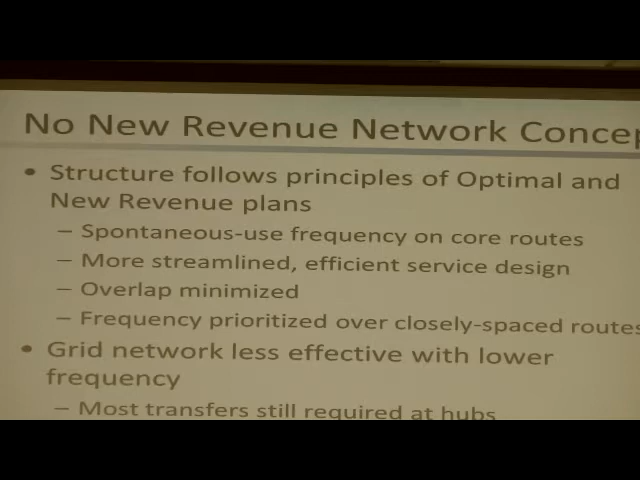 No New Revenue Network Concep
• Structure follows principles of Optimal and
New Revenue plans
– Spontaneous-use frequency on core routes
– More streamlined, efficient service design
– Overlap minimized
– Frequency prioritized over closely-spaced routes
• Grid network less effective with lower
frequency
– Most transfers still required at hubs